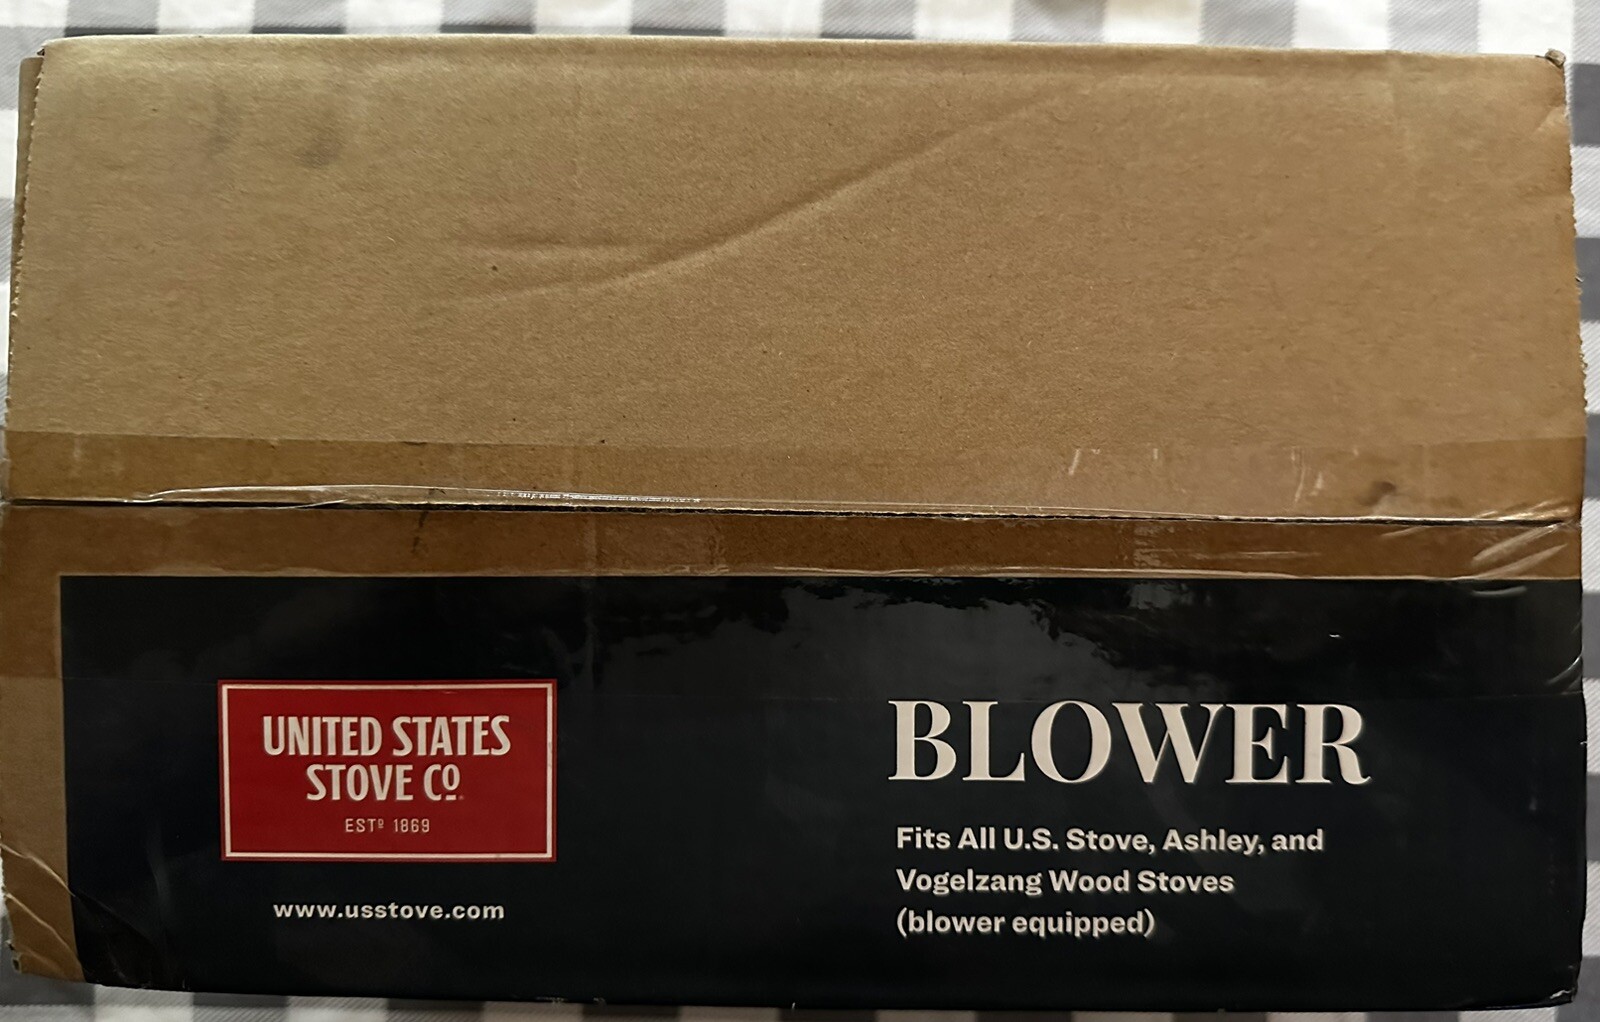 UNITED STATES
STOVE Cº
ESTº 1869
www.usstove.com
BLOWER
Fits All U.S. Stove, Ashley, and
Vogelzang Wood Stoves
(blower equipped)